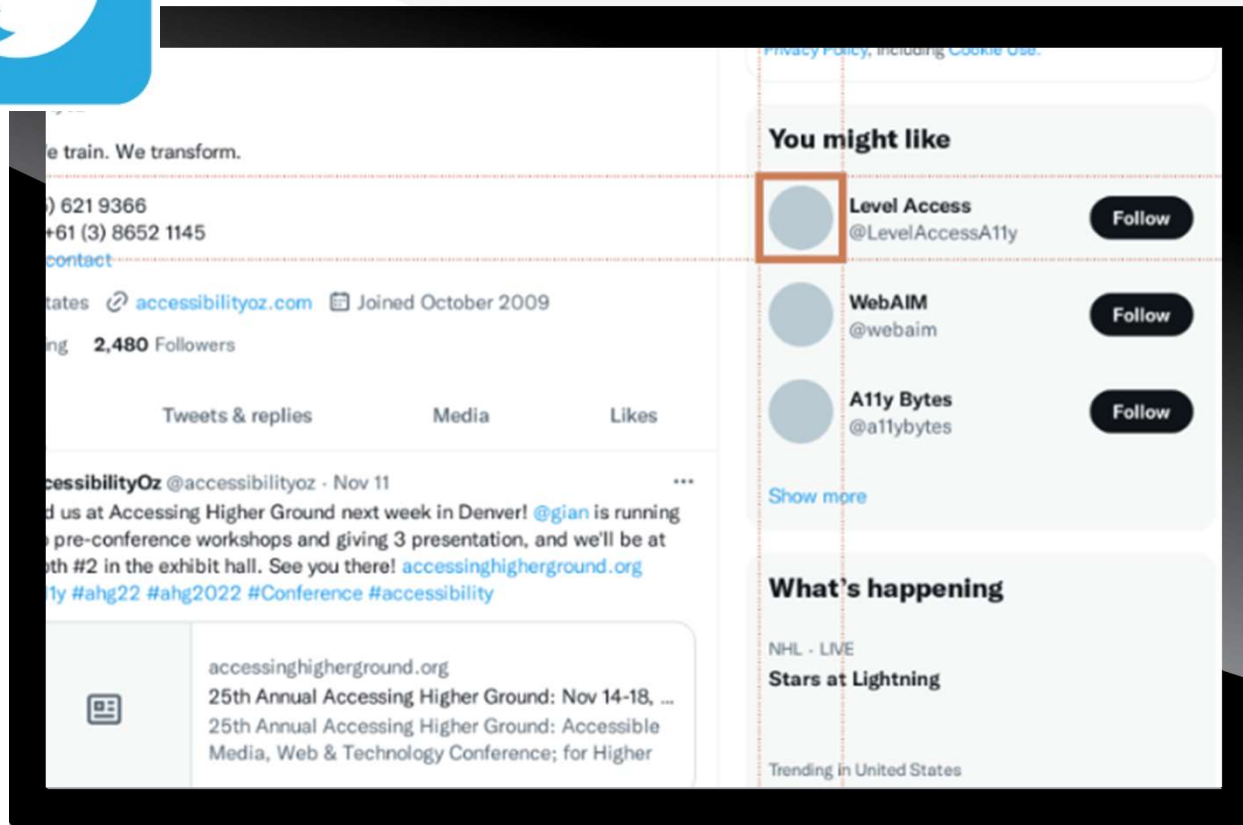 Privacy Policy, including Cookie Use.
e train. We transform.
) 621 9366
+61 (3) 8652 1145
contact
tates accessibilityoz.com Joined October 2009
ng 2,480 Followers
Tweets & replies Media Likes
cessibilityOz @accessibilityoz · Nov 11
d us at Accessing Higher Ground next week in Denver! @gian is running
pre-conference workshops and giving 3 presentation, and we'll be at
oth #2 in the exhibit hall. See you there! accessinghigherground.org
11y #ahg22 #ahg2022 #Conference #accessibility
accessinghigherground.org
25th Annual Accessing Higher Ground: Nov 14-18, ...
25th Annual Accessing Higher Ground: Accessible
Media, Web & Technology Conference; for Higher
You might like
Level Access
@LevelAccessA11y
Follow
WebAIM
@webaim
Follow
A11y Bytes
@a11ybytes
Follow
Show more
What's happening
NHL · LIVE
Stars at Lightning
Trending in United States